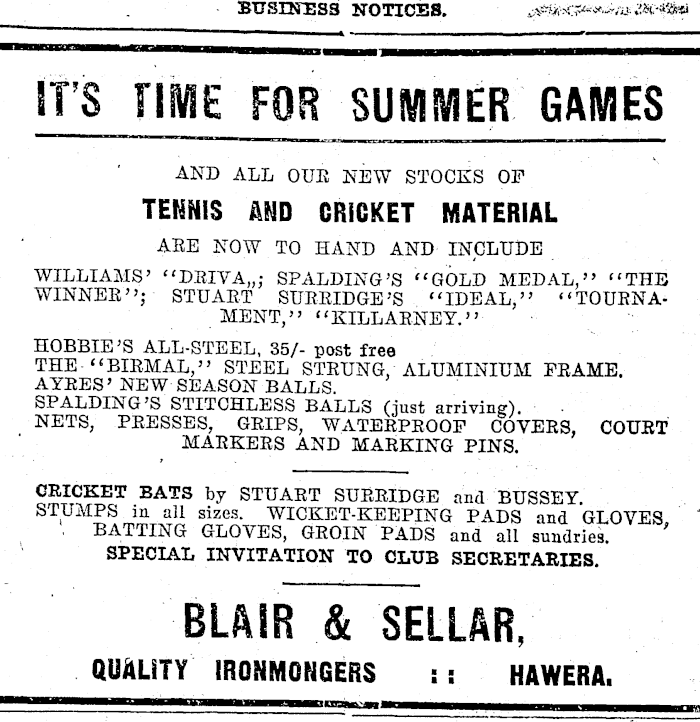 BUSINESS NOTICES.
IT'S TIME FOR SUMMER GAMES
AND ALL OUR NEW STOCKS OF
TENNIS AND CRICKET MATERIAL
ARE NOW TO HAND AND INCLUDE
WILLIAMS' "DRIVA„; SPALDING'S "GOLD MEDAL," "THE
WINNER"; STUART SURRIDGE'S "IDEAL," "TOURNA-
MENT," "KILLARNEY."
HOBBIE'S ALL-STEEL, 35/- post free
THE "BIRMAL," STEEL STRUNG, ALUMINIUM FRAME.
AYRES' NEW SEASON BALLS.
SPALDING'S STITCHLESS BALLS (just arriving).
NETS, PRESSES, GRIPS, WATERPROOF COVERS, COURT
MARKERS AND MARKING PINS.
CRICKET BATS by STUART SURRIDGE and BUSSEY.
STUMPS in all sizes. WICKET-KEEPING PADS and GLOVES,
BATTING GLOVES, GROIN PADS and all sundries.
SPECIAL INVITATION TO CLUB SECRETARIES.
BLAIR & SELLAR,
QUALITY IRONMONGERS :: HAWERA.